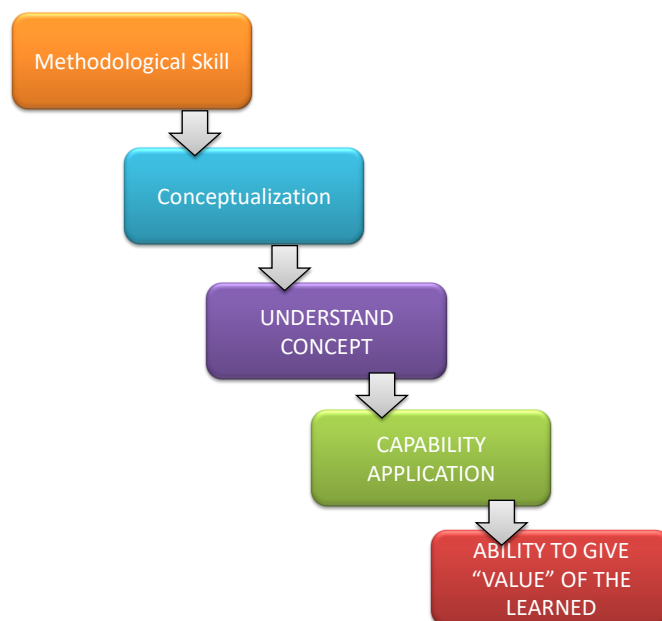 Methodological Skill
Conceptualization
UNDERSTAND
CONCEPT
CAPABILITY
APPLICATION
ABILITY TO GIVE
“VALUE” OF THE
LEARNED